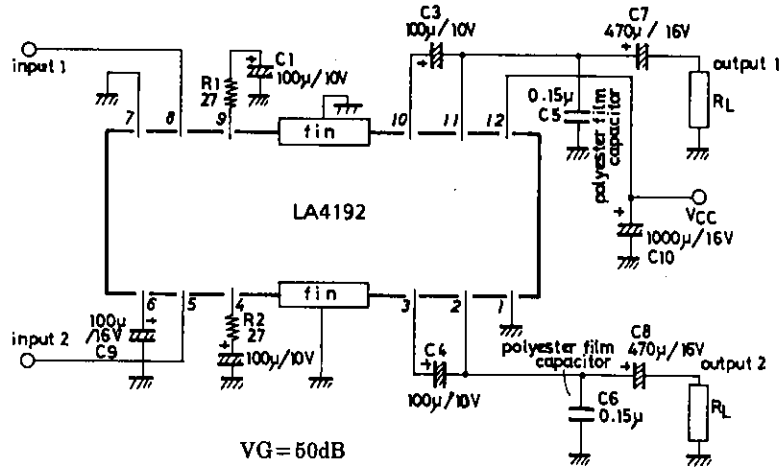 C3
100μ/10V
C7
470μ/16V
input 1
R1
27
C1
100μ/10V
output 1
RL
0.15μ
C5
polyester film
capacitor
7
8
9
fin
10
11
12
LA4192
VCC
1000μ/16V
C10
fin
6
5
4
3
2
1
100μ
/16V
C9
R2
27
100μ/10V
input 2
C4
100μ/10V
polyester film
capacitor
C8
470μ/16V
output 2
C6
0.15μ
RL
VG=50dB